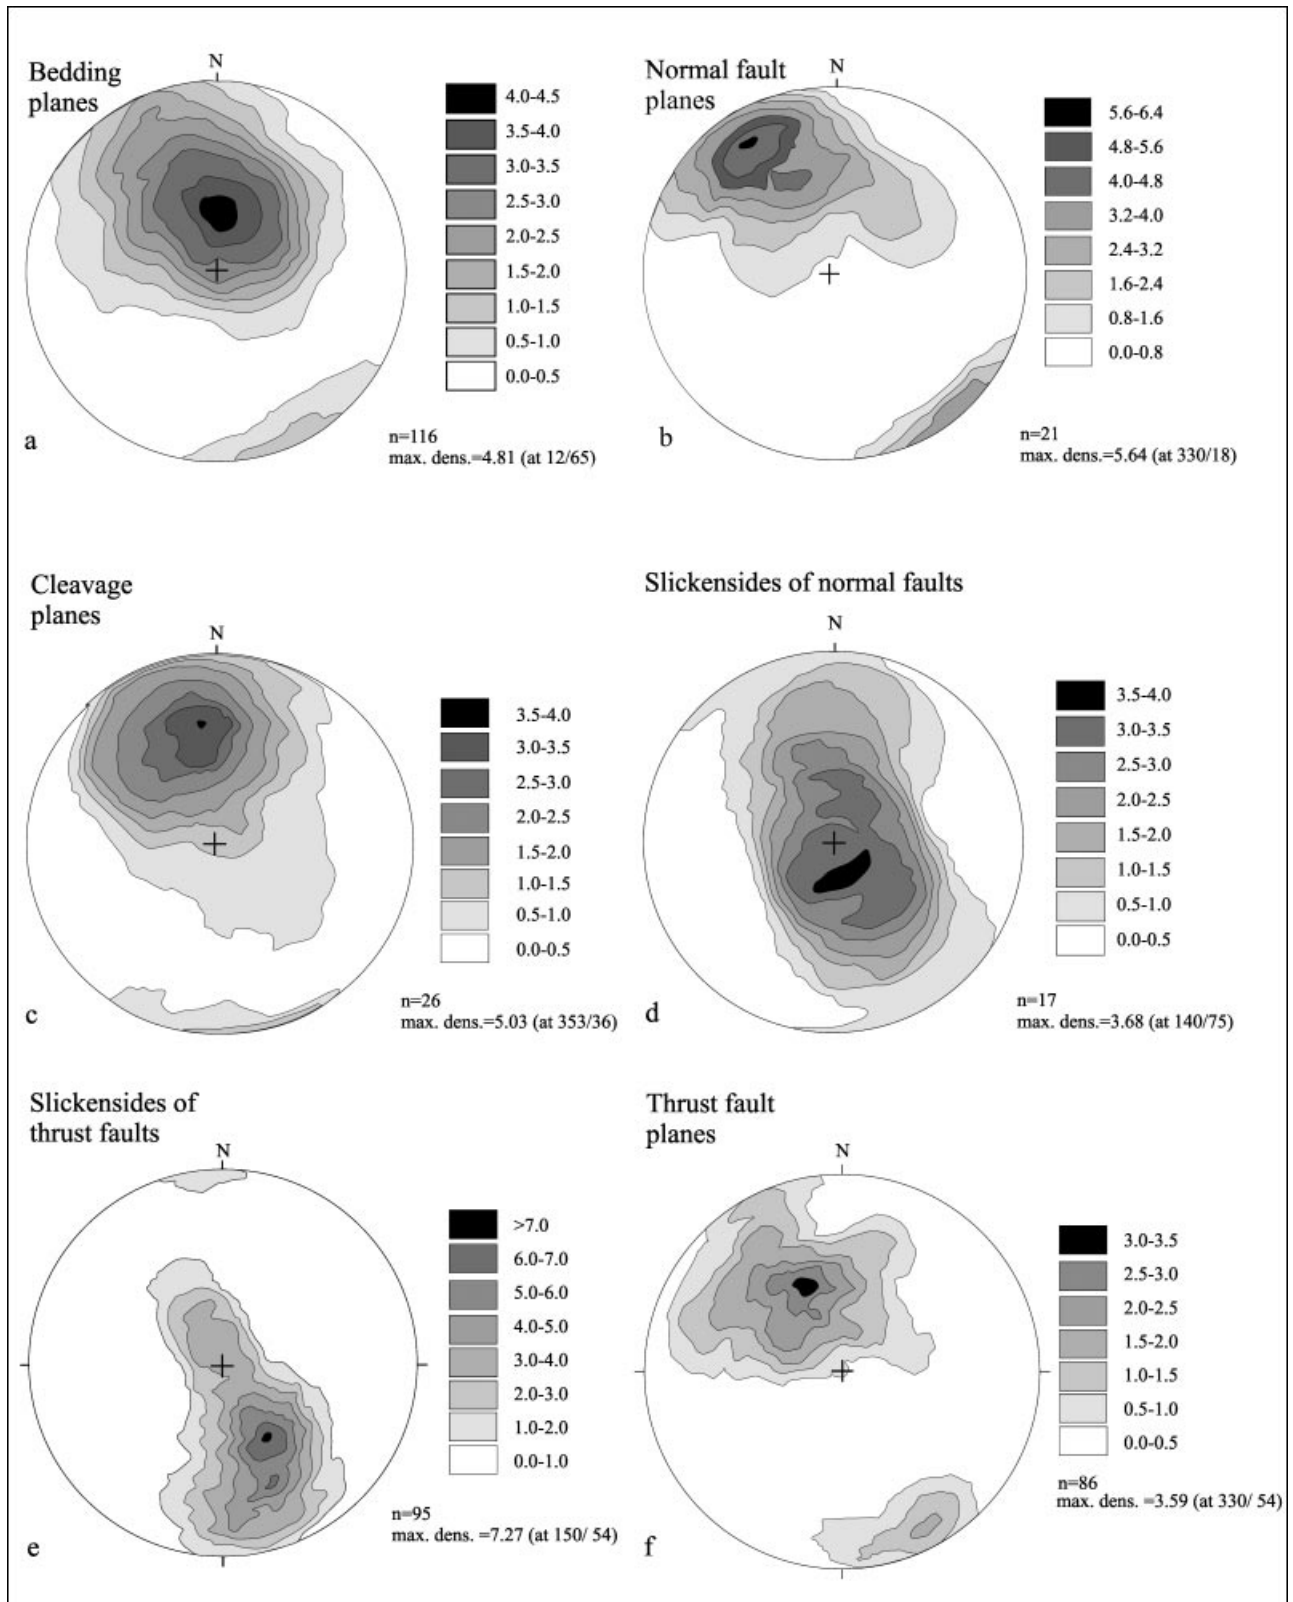 Bedding
planes
N
4.0-4.5
3.5-4.0
3.0-3.5
2.5-3.0
2.0-2.5
1.5-2.0
1.0-1.5
0.5-1.0
0.0-0.5
a
n=116
max. dens.=4.81 (at 12/65)
Normal fault
planes
N
5.6-6.4
4.8-5.6
4.0-4.8
3.2-4.0
2.4-3.2
1.6-2.4
0.8-1.6
0.0-0.8
b
n=21
max. dens.=5.64 (at 330/18)
Cleavage
planes
N
3.5-4.0
3.0-3.5
2.5-3.0
2.0-2.5
1.5-2.0
1.0-1.5
0.5-1.0
0.0-0.5
c
n=26
max. dens.=5.03 (at 353/36)
Slickensides of normal faults
N
3.5-4.0
3.0-3.5
2.5-3.0
2.0-2.5
1.5-2.0
1.0-1.5
0.5-1.0
0.0-0.5
d
n=17
max. dens.=3.68 (at 140/75)
Slickensides of
thrust faults
N
>7.0
6.0-7.0
5.0-6.0
4.0-5.0
3.0-4.0
2.0-3.0
1.0-2.0
0.0-1.0
e
n=95
max. dens. =7.27 (at 150/ 54)
Thrust fault
planes
N
3.0-3.5
2.5-3.0
2.0-2.5
1.5-2.0
1.0-1.5
0.5-1.0
0.0-0.5
f
n=86
max. dens. =3.59 (at 330/ 54)